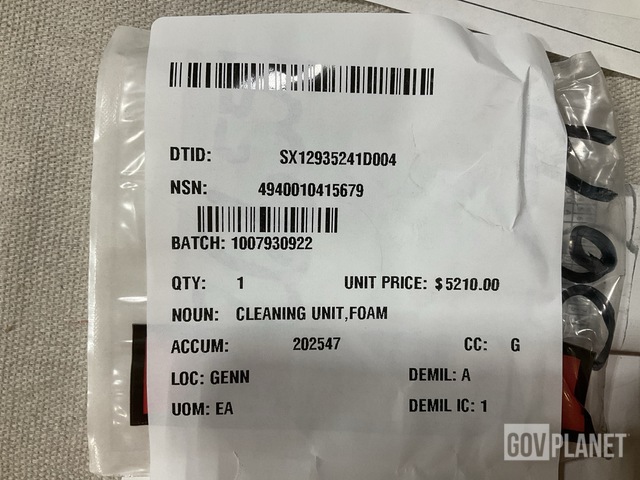 DTID: SX12935241D004
NSN: 4940010415679
BATCH: 1007930922
QTY: 1 UNIT PRICE: $5210.00
NOUN: CLEANING UNIT,FOAM
ACCUM: 202547 CC: G
LOC: GENN DEMIL: A
UOM: EA DEMIL IC: 1
GOVPLANET